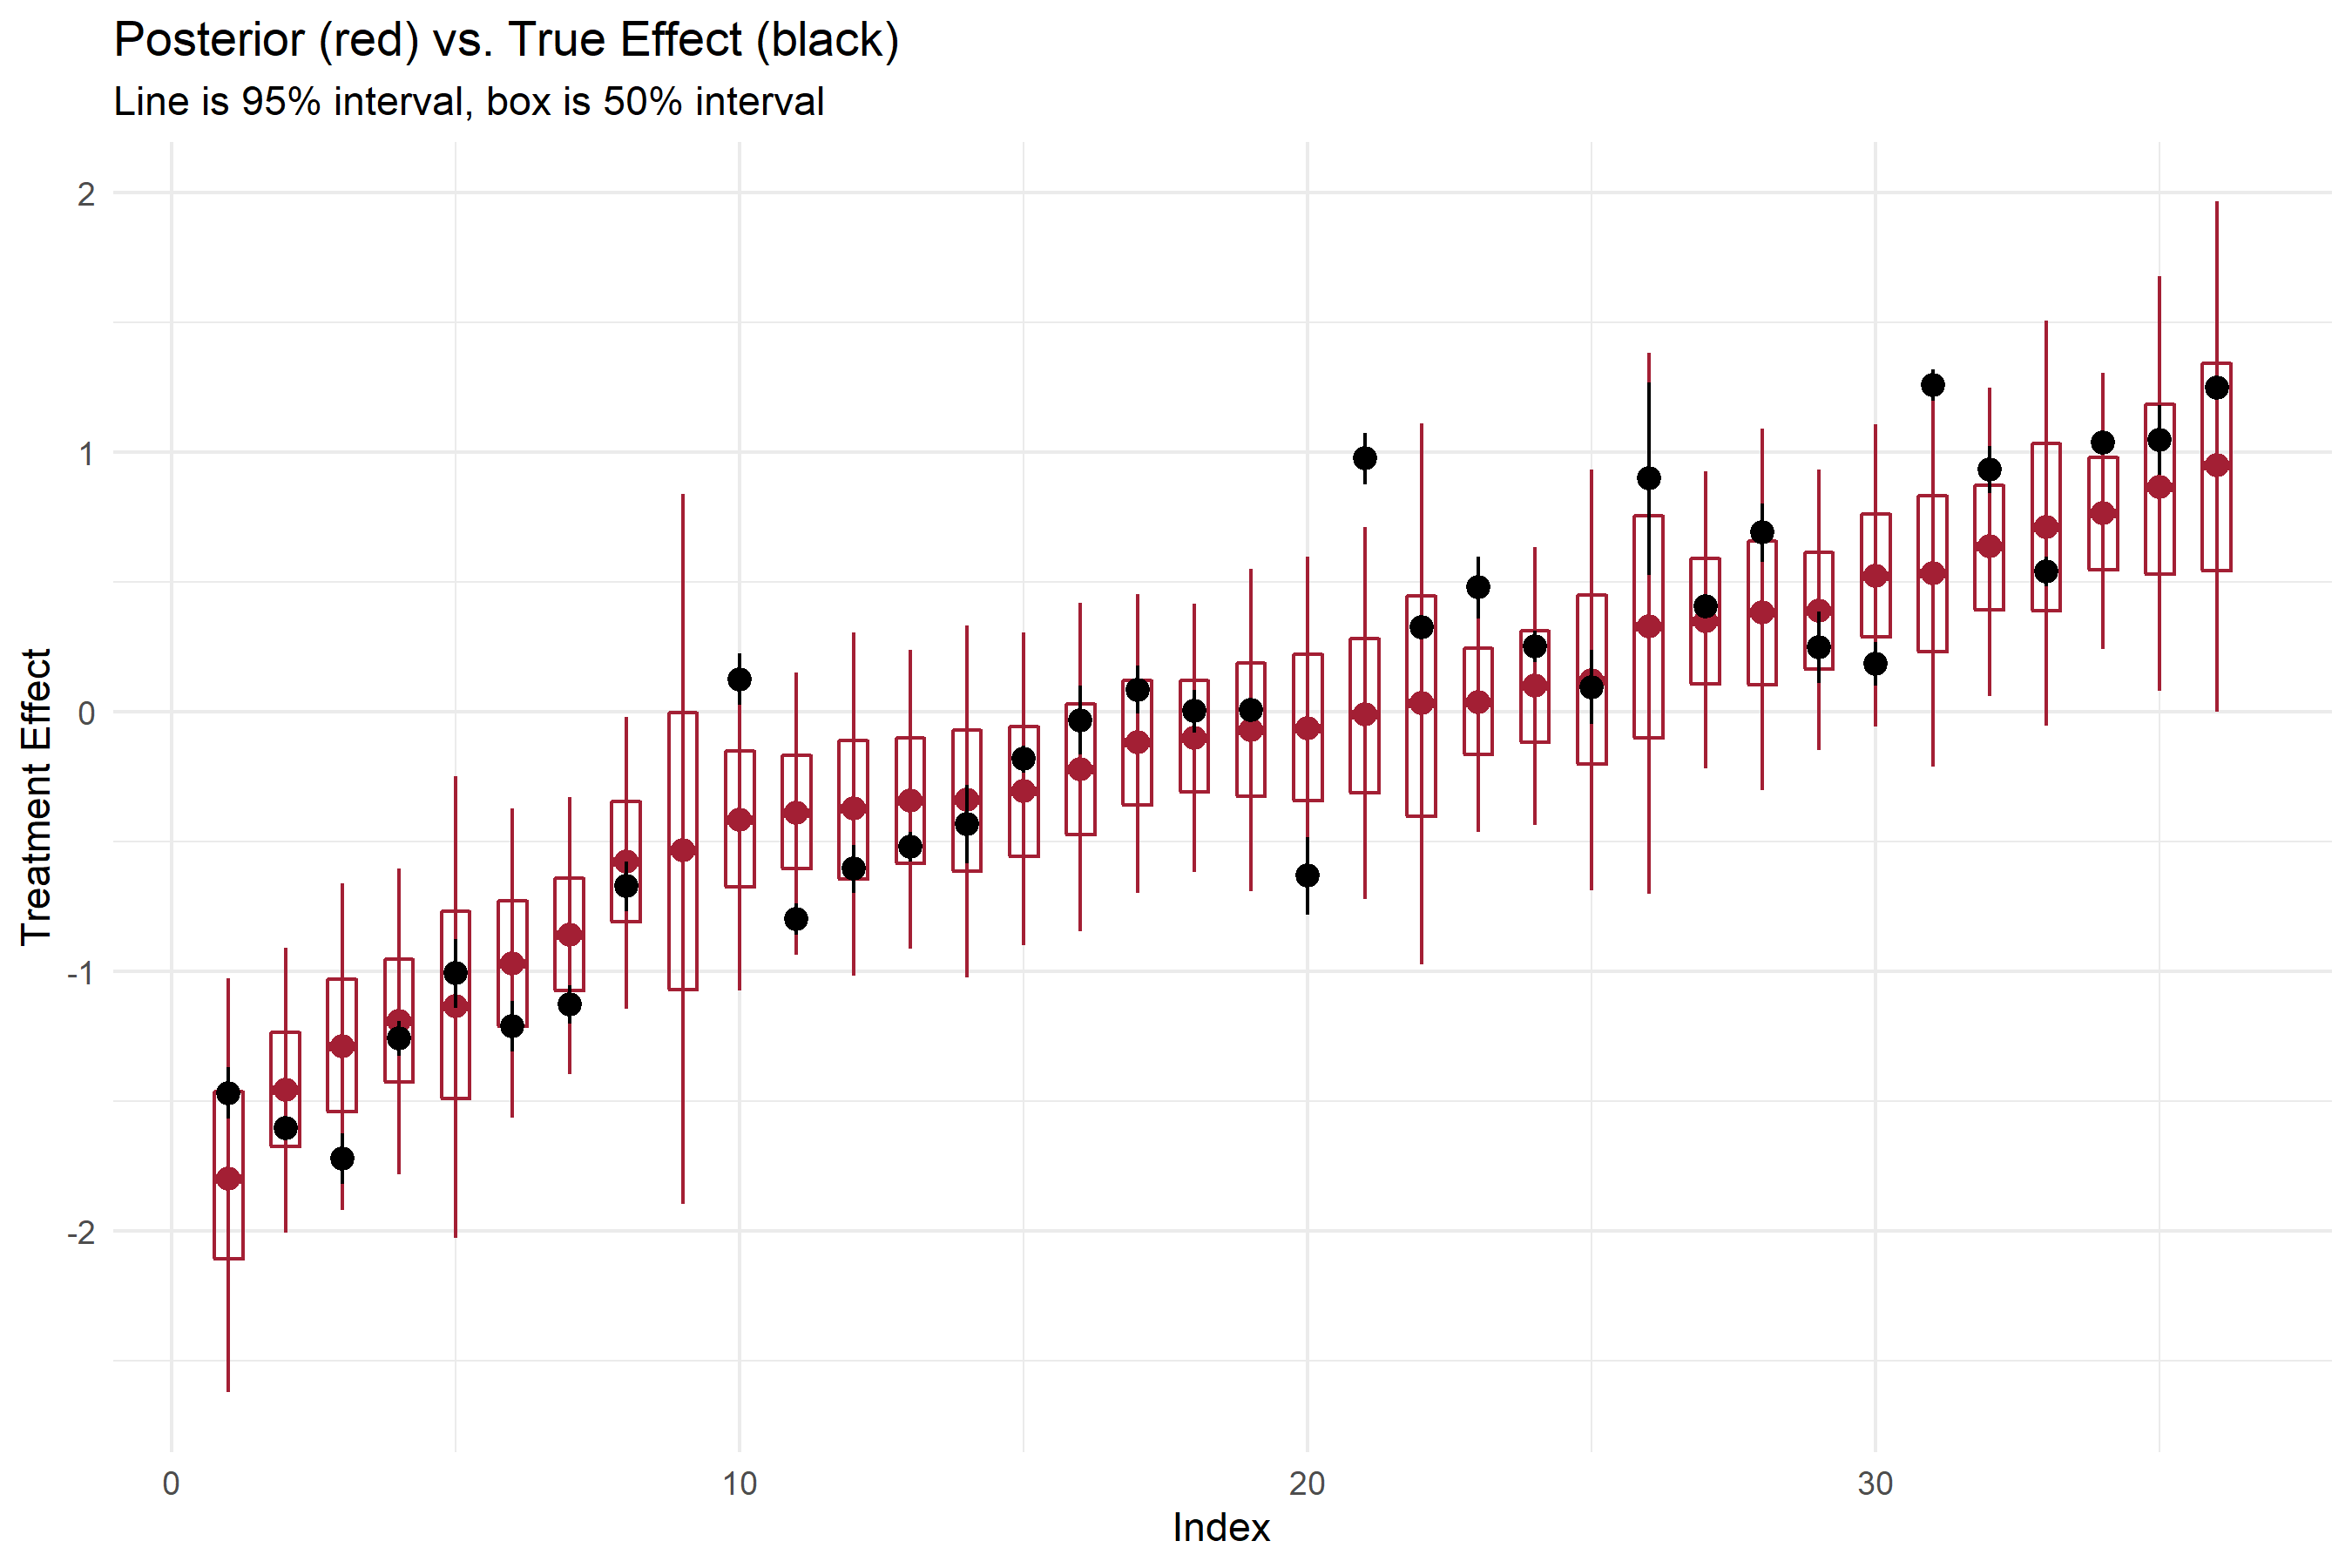 Posterior (red) vs. True Effect (black)
Line is 95% interval, box is 50% interval
2
1
0
-1
-2
Treatment Effect
0
10
20
30
Index